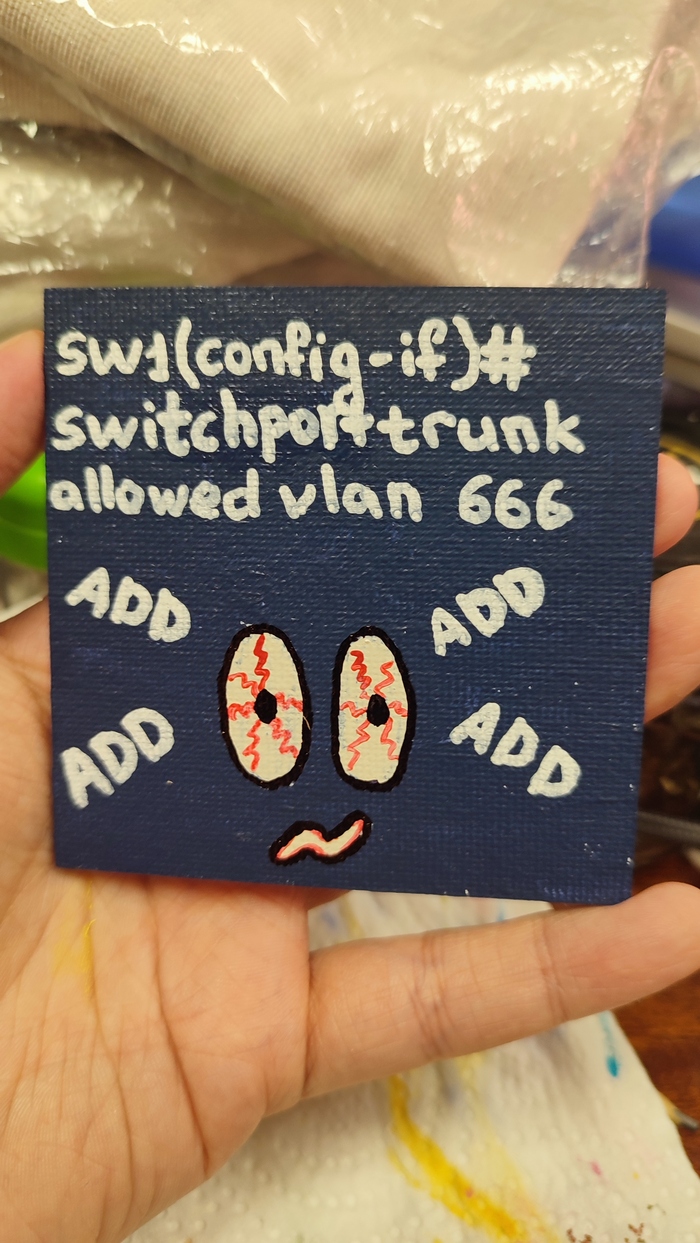 sw1(config-if)#
switchport trunk
allowed vlan 666
ADD
ADD
ADD
ADD